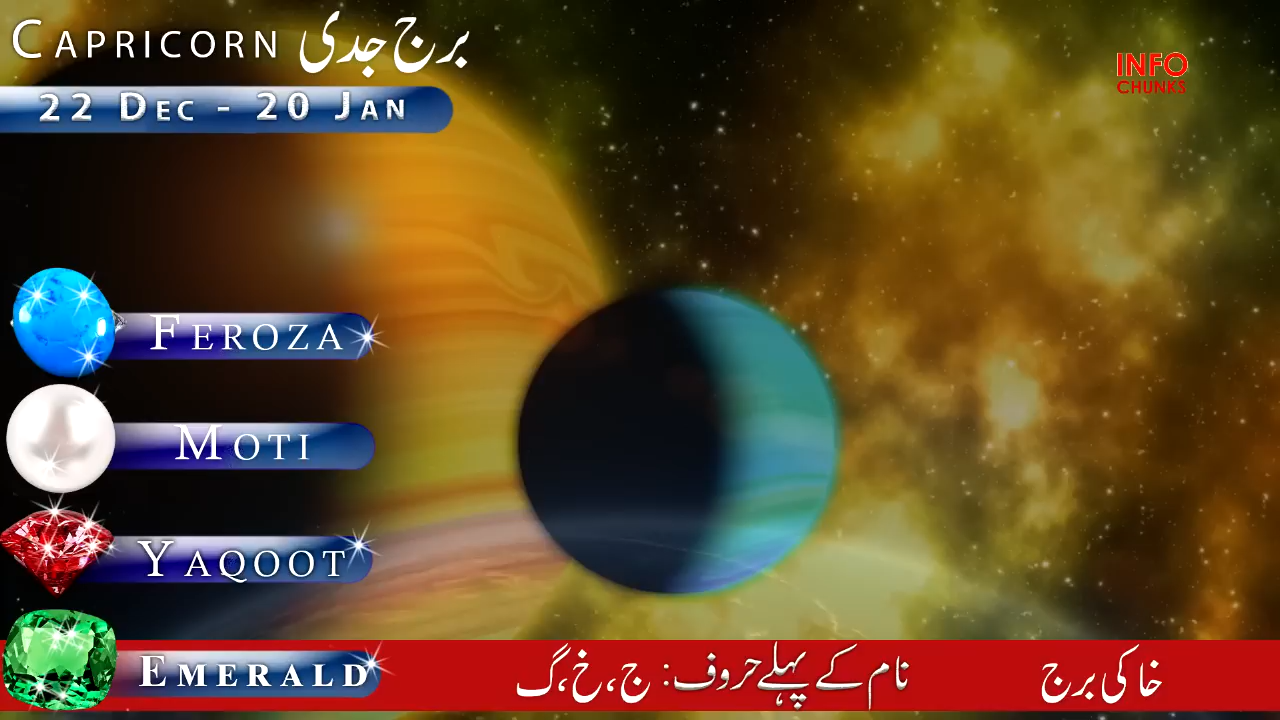 CAPRICORN برج جدی
22 DEC - 20 JAN
INFO
CHUNKS
FEROZA
MOTI
YAQOOT
EMERALD
نام کے پہلے حروف: ج، خ، گ
خاکی برج